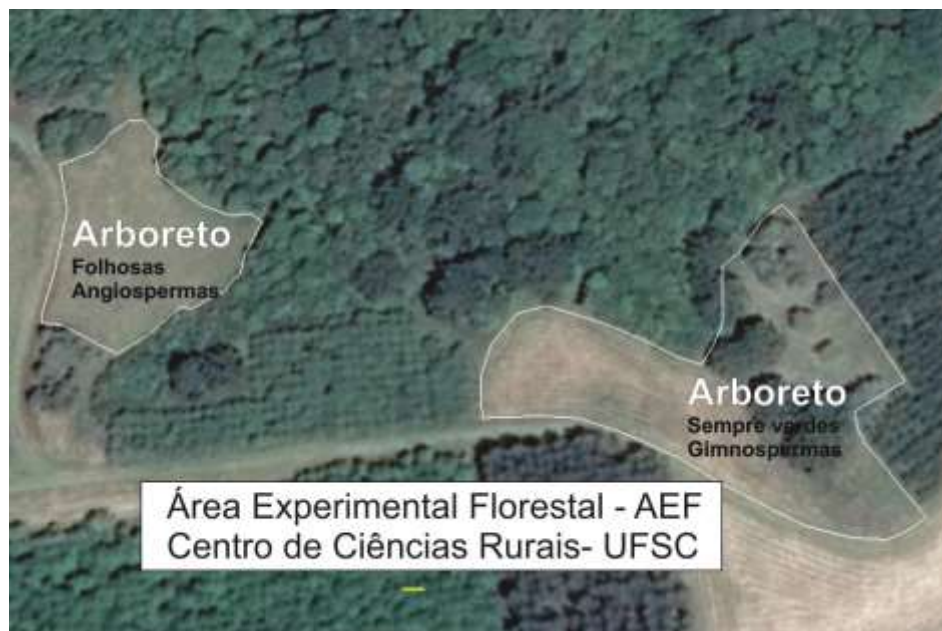 Arboreto
Folhosas
Angiospermas
Arboreto
Sempre verdes
Gimnospermas
Área Experimental Florestal - AEF
Centro de Ciências Rurais- UFSC